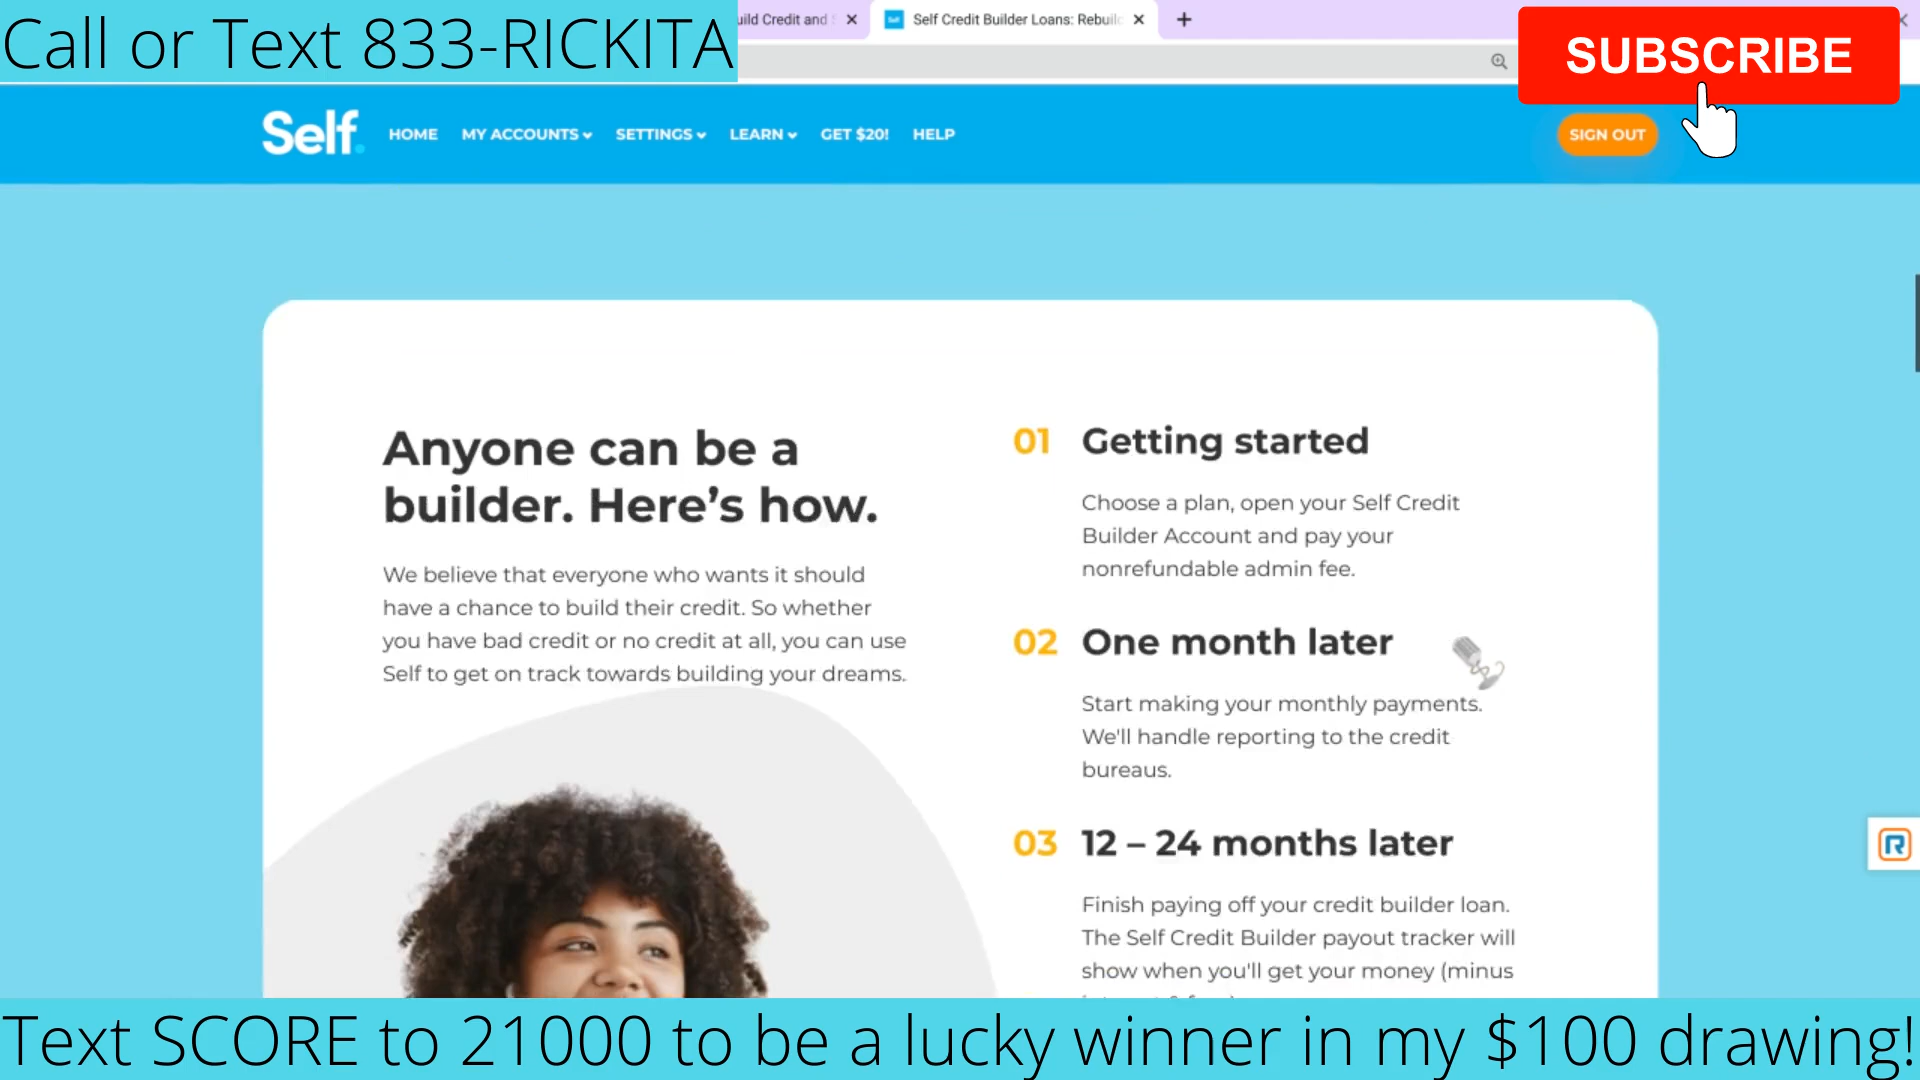 Call or Text 833-RICKITA
uild Credit and
Self Credit Builder Loans: Rebuil
SUBSCRIBE
Self.
HOME
MY ACCOUNTS
SETTINGS
LEARN
GET $20!
HELP
SIGN OUT
Anyone can be a
builder. Here’s how.
We believe that everyone who wants it should
have a chance to build their credit. So whether
you have bad credit or no credit at all, you can use
Self to get on track towards building your dreams.
01 Getting started
Choose a plan, open your Self Credit
Builder Account and pay your
nonrefundable admin fee.
02 One month later
Start making your monthly payments.
We'll handle reporting to the credit
bureaus.
03 12 – 24 months later
Finish paying off your credit builder loan.
The Self Credit Builder payout tracker will
show when you'll get your money (minus
Text SCORE to 21000 to be a lucky winner in my $100 drawing!